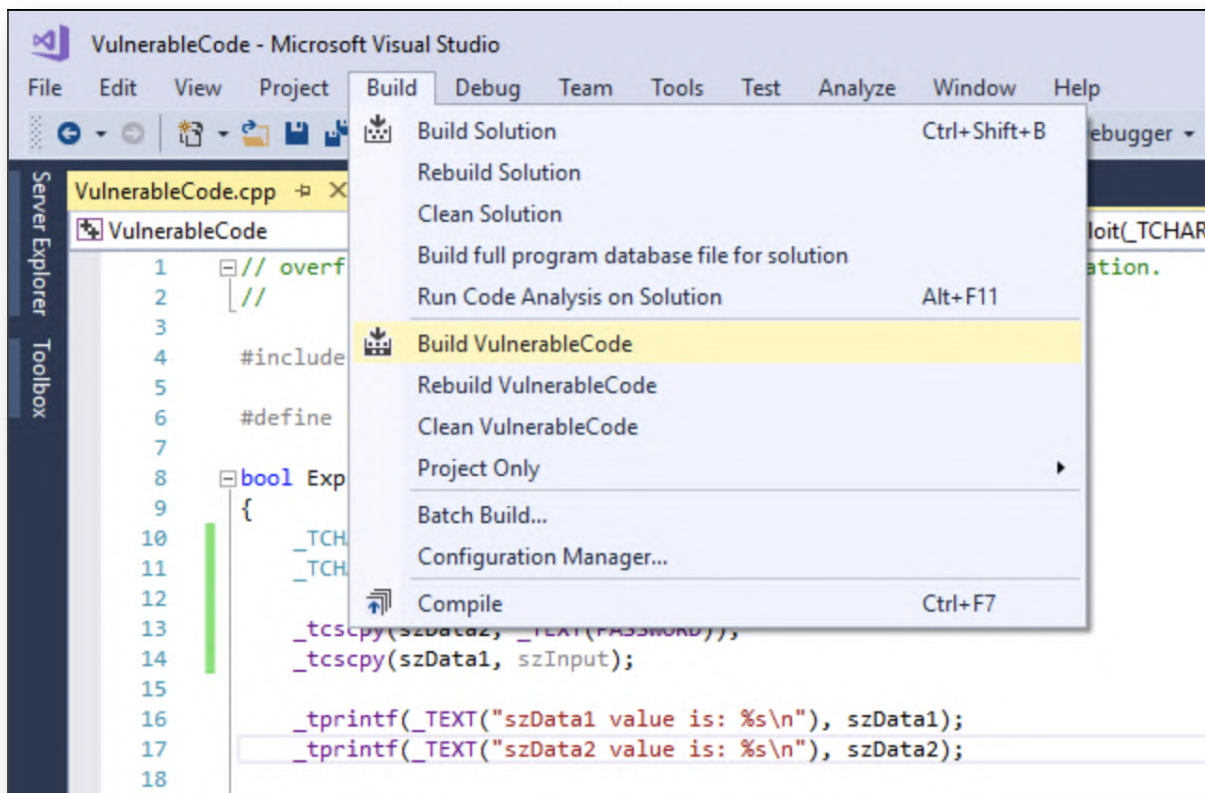 VulnerableCode - Microsoft Visual Studio
File Edit View Project Build Debug Team Tools Test Analyze Window Help
Build Solution Ctrl+Shift+B
ebugger
Rebuild Solution
Clean Solution
Build full program database file for solution
Run Code Analysis on Solution Alt+F11
Build VulnerableCode
Rebuild VulnerableCode
Clean VulnerableCode
Project Only
Batch Build...
Configuration Manager...
Compile Ctrl+F7
Server Explorer
Toolbox
VulnerableCode.cpp
VulnerableCode loit(_TCHAR
1 // overf ation.
2 //
3
4 #include
5
6 #define
7
8 bool Exp
9 {
10 _TCH
11 _TCH
12
13 _tcscpy(szData2, _TEXT(PASSWORD));
14 _tcscpy(szData1, szInput);
15
16 _tprintf(_TEXT("szData1 value is: %s\n"), szData1);
17 _tprintf(_TEXT("szData2 value is: %s\n"), szData2);
18